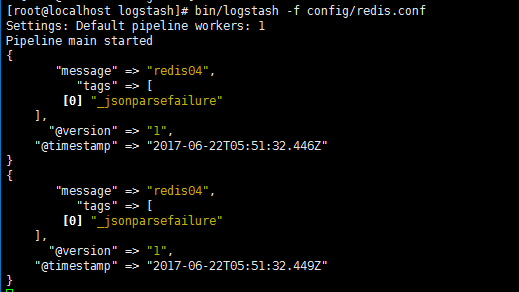 [root@localhost logstash]# bin/logstash -f config/redis.conf
Settings: Default pipeline workers: 1
Pipeline main started
{
       "message" => "redis04",
          "tags" => [
        [0] "_jsonparsefailure"
    ],
      "@version" => "1",
    "@timestamp" => "2017-06-22T05:51:32.446Z"
}
{
       "message" => "redis04",
          "tags" => [
        [0] "_jsonparsefailure"
    ],
      "@version" => "1",
    "@timestamp" => "2017-06-22T05:51:32.449Z"
}